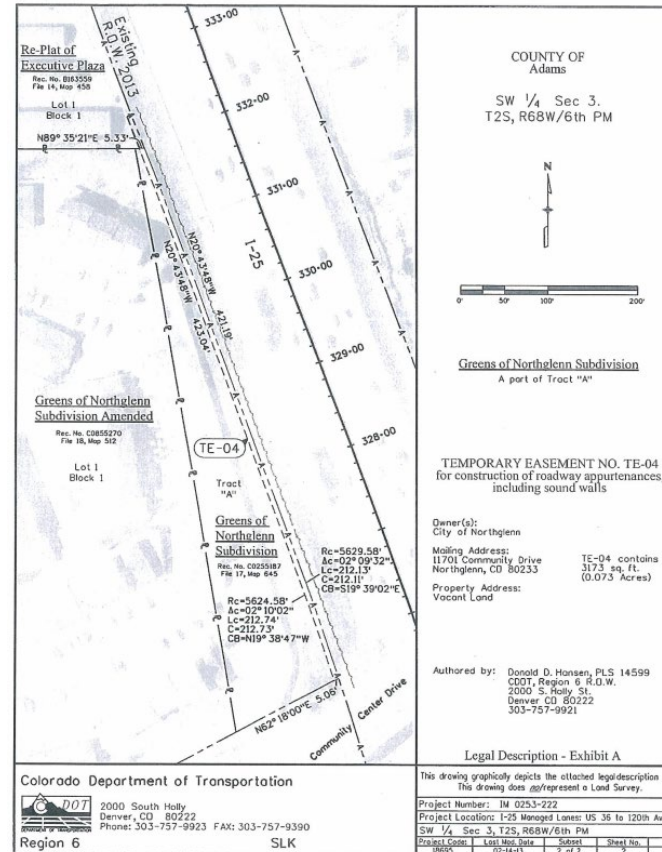 Existing
R.O.W. 2013
Re-Plat of
Executive Plaza
Rec. No. B163559
File 14, Map 458
Lot 1
Block 1
N89° 35'21"E 5.33'
333+00
332+00
331+00
330+00
329+00
328+00
I-25
N20° 43'48"W
421.19'
N20° 43'48"W
423.04'
Greens of Northglenn
Subdivision Amended
Rec. No. C0855270
File 18, Map 512
Lot 1
Block 1
TE-04
Tract
"A"
Greens of
Northglenn
Subdivision
Rec. No. C0255187
File 17, Map 645
Rc=5629.58'
Δc=02° 09'32"
Lc=212.13'
C=212.11'
CB=S19° 39'02"E
Rc=5624.58'
Δc=02° 10'02"
Lc=212.74'
C=212.73'
CB=N19° 38'47"W
N62° 18'00"E 5.06'
Community Center Drive
COUNTY OF
Adams
SW 1/4 Sec 3.
T2S, R68W/6th PM
N
0' 50' 100' 200'
Greens of Northglenn Subdivision
A part of Tract "A"
TEMPORARY EASEMENT NO. TE-04
for construction of roadway appurtenances,
including sound walls
Owner(s):
City of Northglenn
Mailing Address:
11701 Community Drive
Northglenn, CO 80233
Property Address:
Vacant Land
TE-04 contains
3173 sq. ft.
(0.073 Acres)
Authored by: Donald D. Hansen, PLS 14599
CDOT, Region 6 R.O.W.
2000 S. Holly St.
Denver CO 80222
303-757-9921
Legal Description - Exhibit A
Colorado Department of Transportation
DOT
DEPARTMENT OF TRANSPORTATION
2000 South Holly
Denver, CO 80222
Phone: 303-757-9923 FAX: 303-757-9390
Region 6 SLK
This drawing graphically depicts the attached legal description
This drawing does not represent a Land Survey.
Project Number: IM 0253-222
Project Location: I-25 Managed Lanes: US 36 to 120th Av
SW 1/4 Sec 3, T2S, R68W/6th PM
Project Code: Last Mod. Date Subset Sheet No.
18695 02-14-13 2 of 2 2